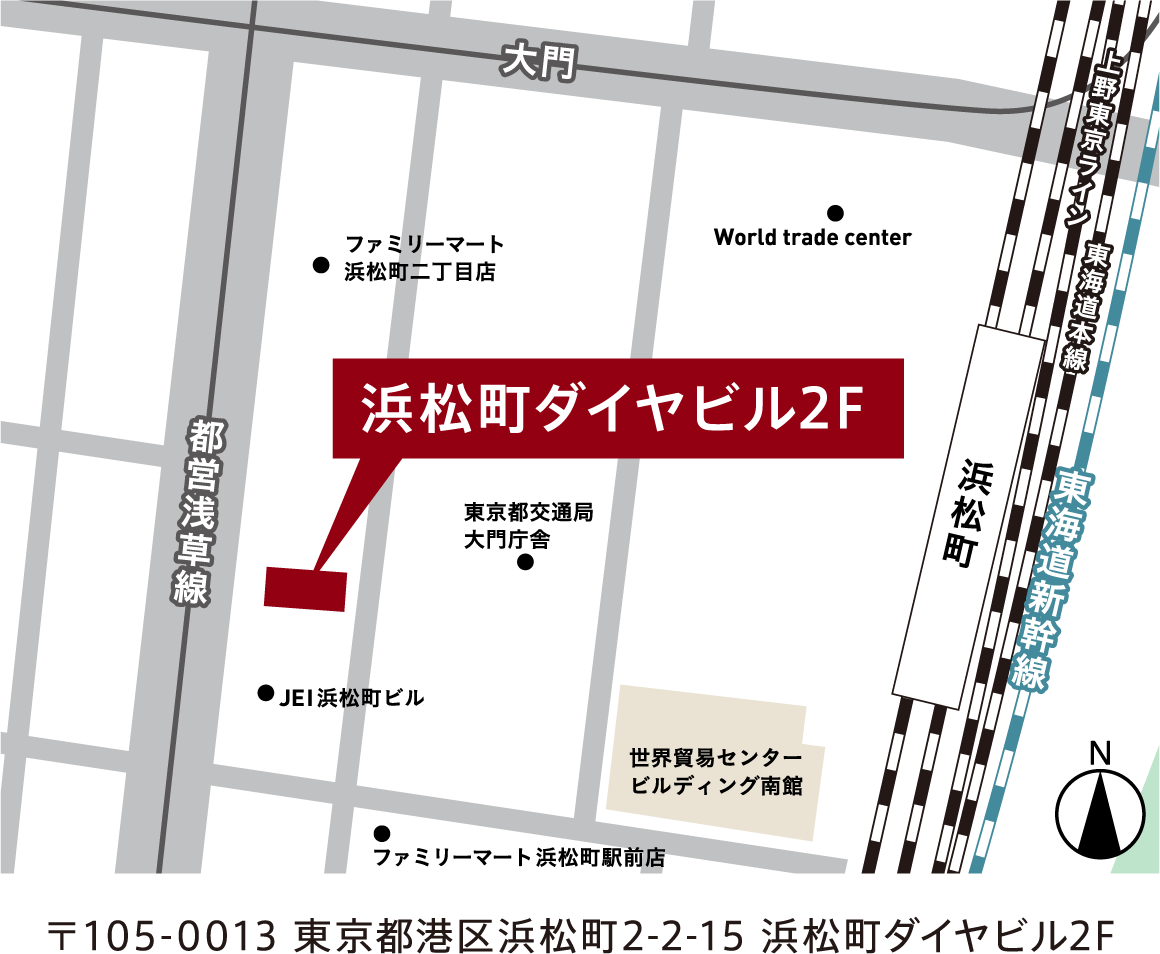 大門
上野東京ライン 東海道本線
World trade center
ファミリーマート
浜松町二丁目店
浜松町ダイヤビル2F
都営浅草線
浜松町
東海道新幹線
東京都交通局
大門庁舎
JEI浜松町ビル
世界貿易センター
ビルディング南館
N
ファミリーマート浜松町駅前店
〒105-0013 東京都港区浜松町2-2-15 浜松町ダイヤビル2F